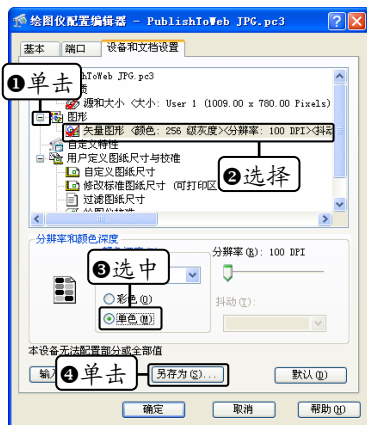 绘图仪配置编辑器 - PublishToWeb JPG.pc3
基本 端口 设备和文档设置
hToWeb JPG.pc3
❶单击
质
源和大小 <大小: User 1 (1009.00 x 780.00 Pixels)
图形
矢量图形 <颜色: 256 级灰度><分辨率: 100 DPI><抖动
自定义特性
用户定义图纸尺寸与校准
自定义图纸尺寸
❷选择
修改标准图纸尺寸 (可打印区
过滤图纸尺寸
分辨率和颜色深度
分辨率(R): 100 DPI
❸选中
彩色(O)
抖动(T):
单色(M)
本设备无法配置部分或全部值
输入
❹单击
另存为(S)...
默认(D)
确定 取消 帮助(H)